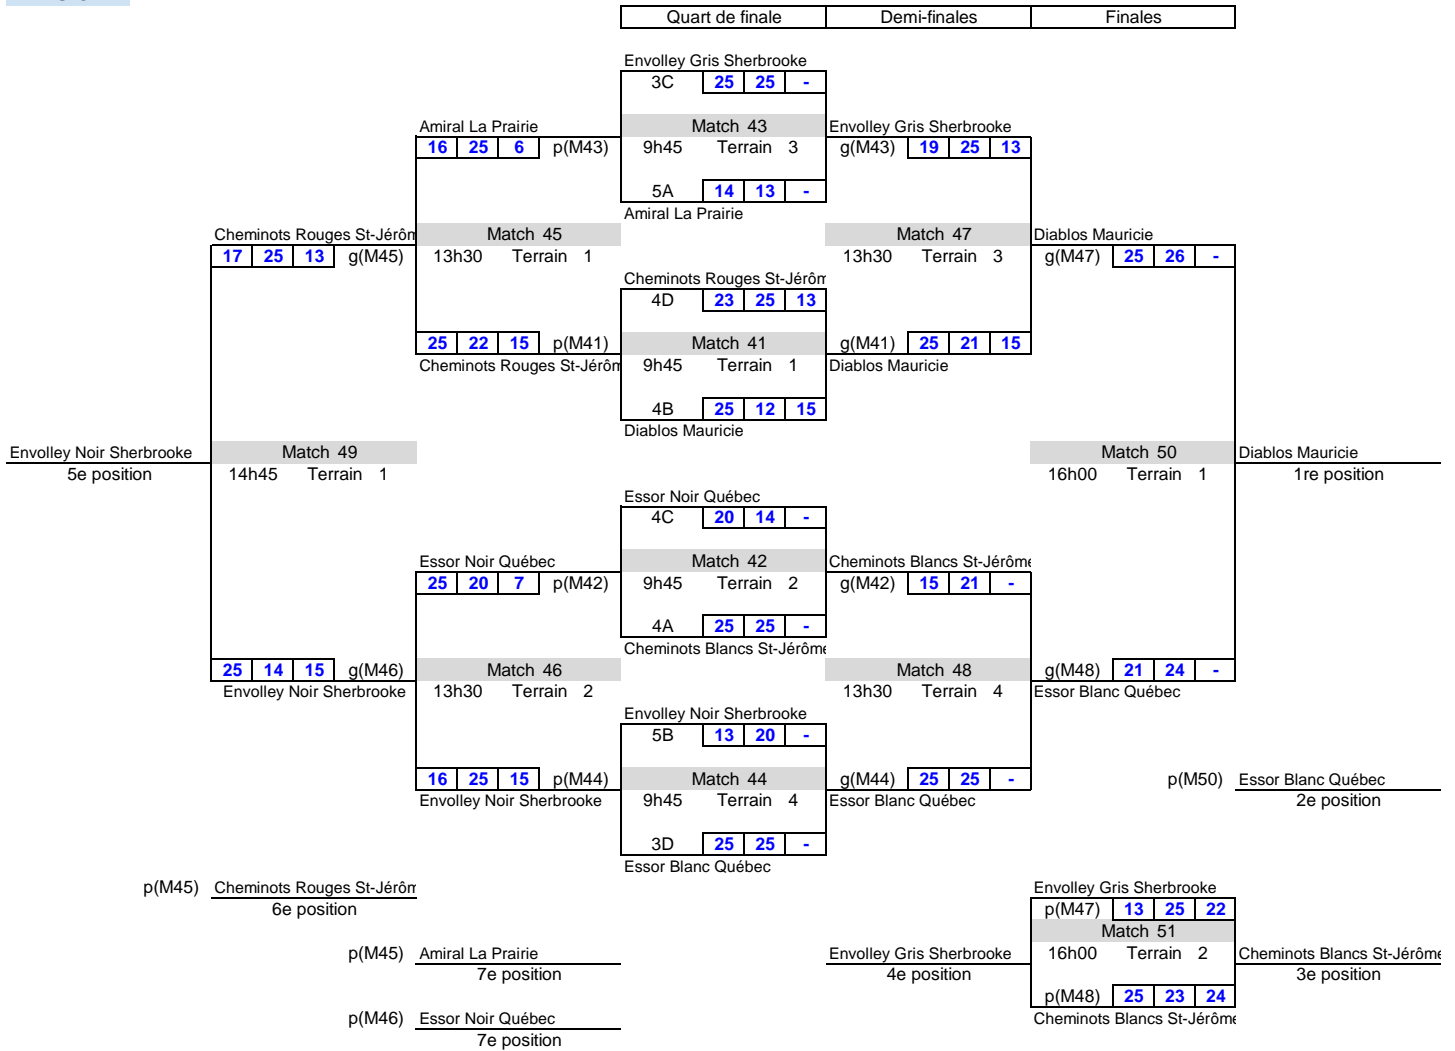 Quart de finale Demi-finales Finales
Envolley Gris Sherbrooke
3C 25 25 -
Amiral La Prairie Match 43 Envolley Gris Sherbrooke
16 25 6 p(M43) 9h45 Terrain 3 g(M43) 19 25 13
5A 14 13 -
Amiral La Prairie
Cheminots Rouges St-Jérôm Match 45 Match 47 Diablos Mauricie
17 25 13 g(M45) 13h30 Terrain 1 13h30 Terrain 3 g(M47) 25 26 -
Cheminots Rouges St-Jérôm
4D 23 25 13
25 22 15 p(M41) Match 41 g(M41) 25 21 15
Cheminots Rouges St-Jérôm 9h45 Terrain 1 Diablos Mauricie
4B 25 12 15
Diablos Mauricie
Envolley Noir Sherbrooke Match 49 Match 50 Diablos Mauricie
5e position 14h45 Terrain 1 16h00 Terrain 1 1re position
Essor Noir Québec
4C 20 14 -
Essor Noir Québec Match 42 Cheminots Blancs St-Jérôme
25 20 7 p(M42) 9h45 Terrain 2 g(M42) 15 21 -
4A 25 25 -
Cheminots Blancs St-Jérôme
25 14 15 g(M46) Match 46 Match 48 g(M48) 21 24 -
Envolley Noir Sherbrooke 13h30 Terrain 2 13h30 Terrain 4 Essor Blanc Québec
Envolley Noir Sherbrooke
5B 13 20 -
16 25 15 p(M44) Match 44 g(M44) 25 25 - p(M50) Essor Blanc Québec
Envolley Noir Sherbrooke 9h45 Terrain 4 Essor Blanc Québec 2e position
3D 25 25 -
Essor Blanc Québec
p(M45) Cheminots Rouges St-Jérôm Envolley Gris Sherbrooke
6e position p(M47) 13 25 22
Match 51
p(M45) Amiral La Prairie Envolley Gris Sherbrooke 16h00 Terrain 2 Cheminots Blancs St-Jérôme
7e position 4e position 3e position
p(M48) 25 23 24
p(M46) Essor Noir Québec Cheminots Blancs St-Jérôme
7e position